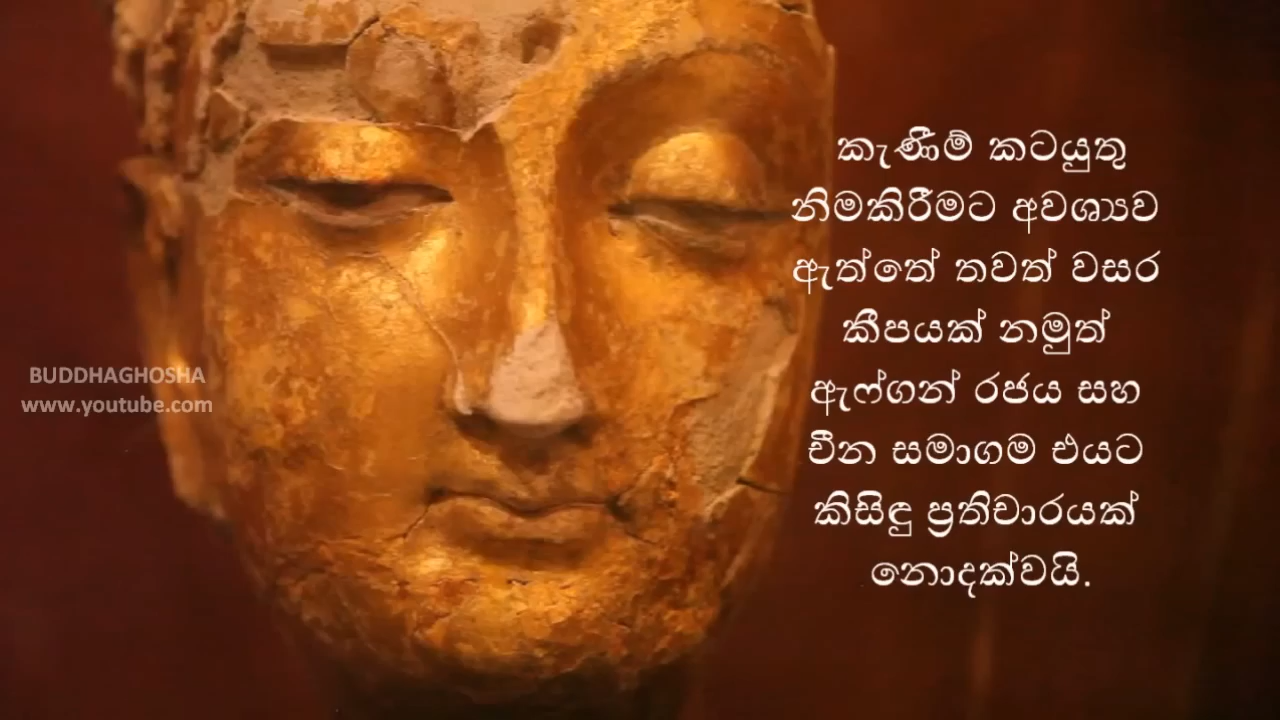 කැණීම් කටයුතු
නිමකිරීමට අවශ්‍යව
ඇත්තේ තවත් වසර
කීපයක් නමුත්
ඇෆ්ගන් රජය සහ
චීන සමාගම එයට
කිසිඳු ප්‍රතිචාරයක්
නොදක්වයි.
BUDDHAGHOSHA
www.youtube.com